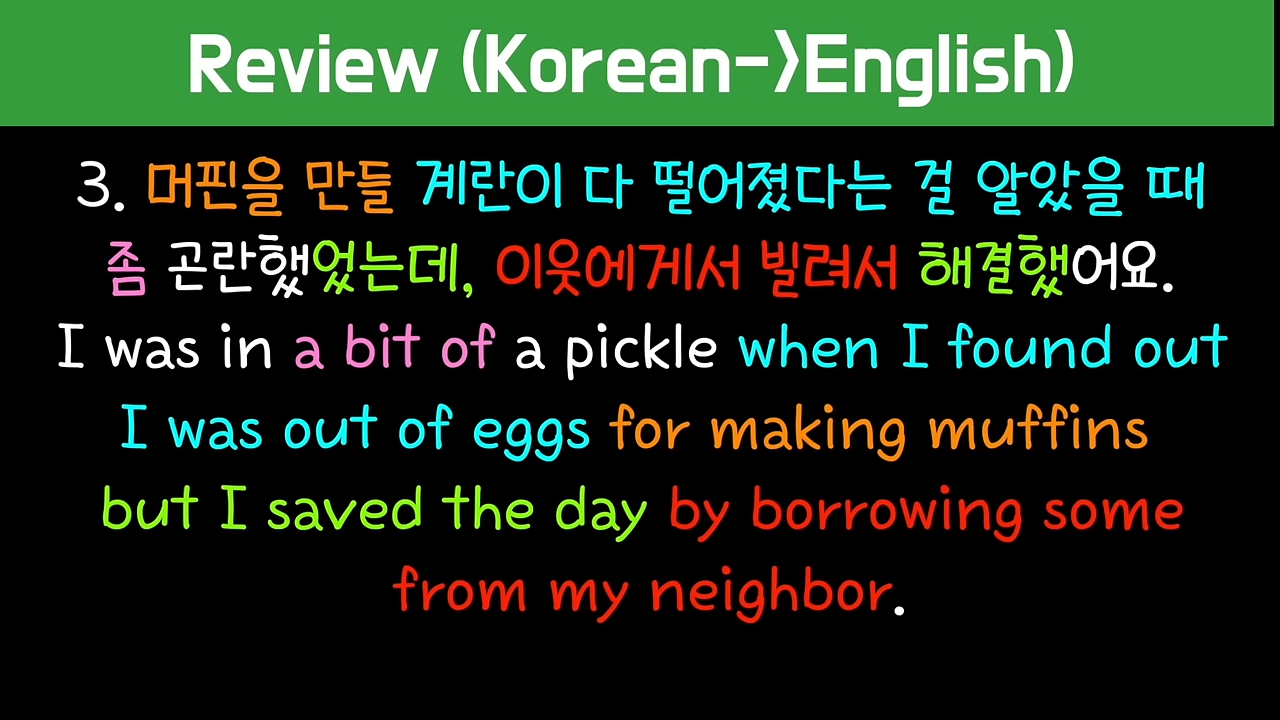 Review (Korean->English)
3. 머핀을 만들 계란이 다 떨어졌다는 걸 알았을 때
좀 곤란했었는데, 이웃에게서 빌려서 해결했어요.
I was in a bit of a pickle when I found out
I was out of eggs for making muffins
but I saved the day by borrowing some
from my neighbor.